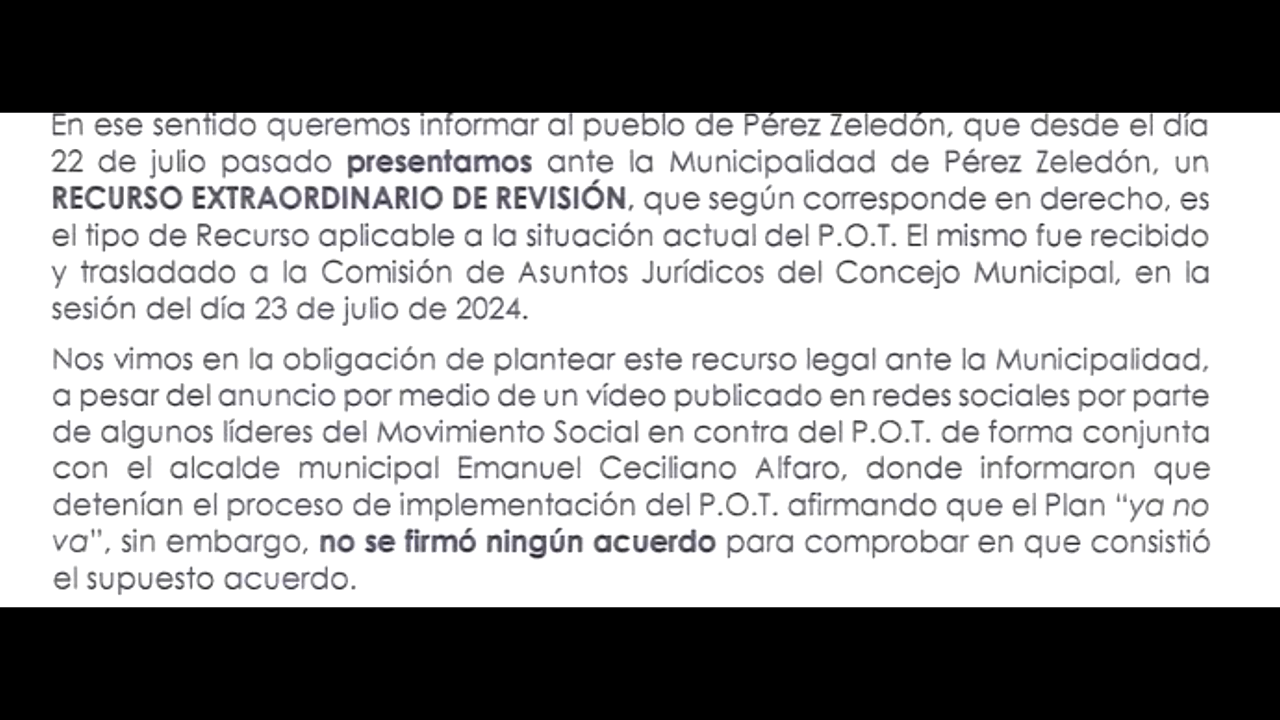 En ese sentido queremos informar al pueblo de Pérez Zeledón, que desde el día
22 de julio pasado presentamos ante la Municipalidad de Pérez Zeledón, un
RECURSO EXTRAORDINARIO DE REVISIÓN, que según corresponde en derecho, es
el tipo de Recurso aplicable a la situación actual del P.O.T. El mismo fue recibido
y trasladado a la Comisión de Asuntos Jurídicos del Concejo Municipal, en la
sesión del día 23 de julio de 2024.
Nos vimos en la obligación de plantear este recurso legal ante la Municipalidad,
a pesar del anuncio por medio de un vídeo publicado en redes sociales por parte
de algunos líderes del Movimiento Social en contra del P.O.T. de forma conjunta
con el alcalde municipal Emanuel Ceciliano Alfaro, donde informaron que
detenían el proceso de implementación del P.O.T. afirmando que el Plan “ya no
va”, sin embargo, no se firmó ningún acuerdo para comprobar en que consistió
el supuesto acuerdo.